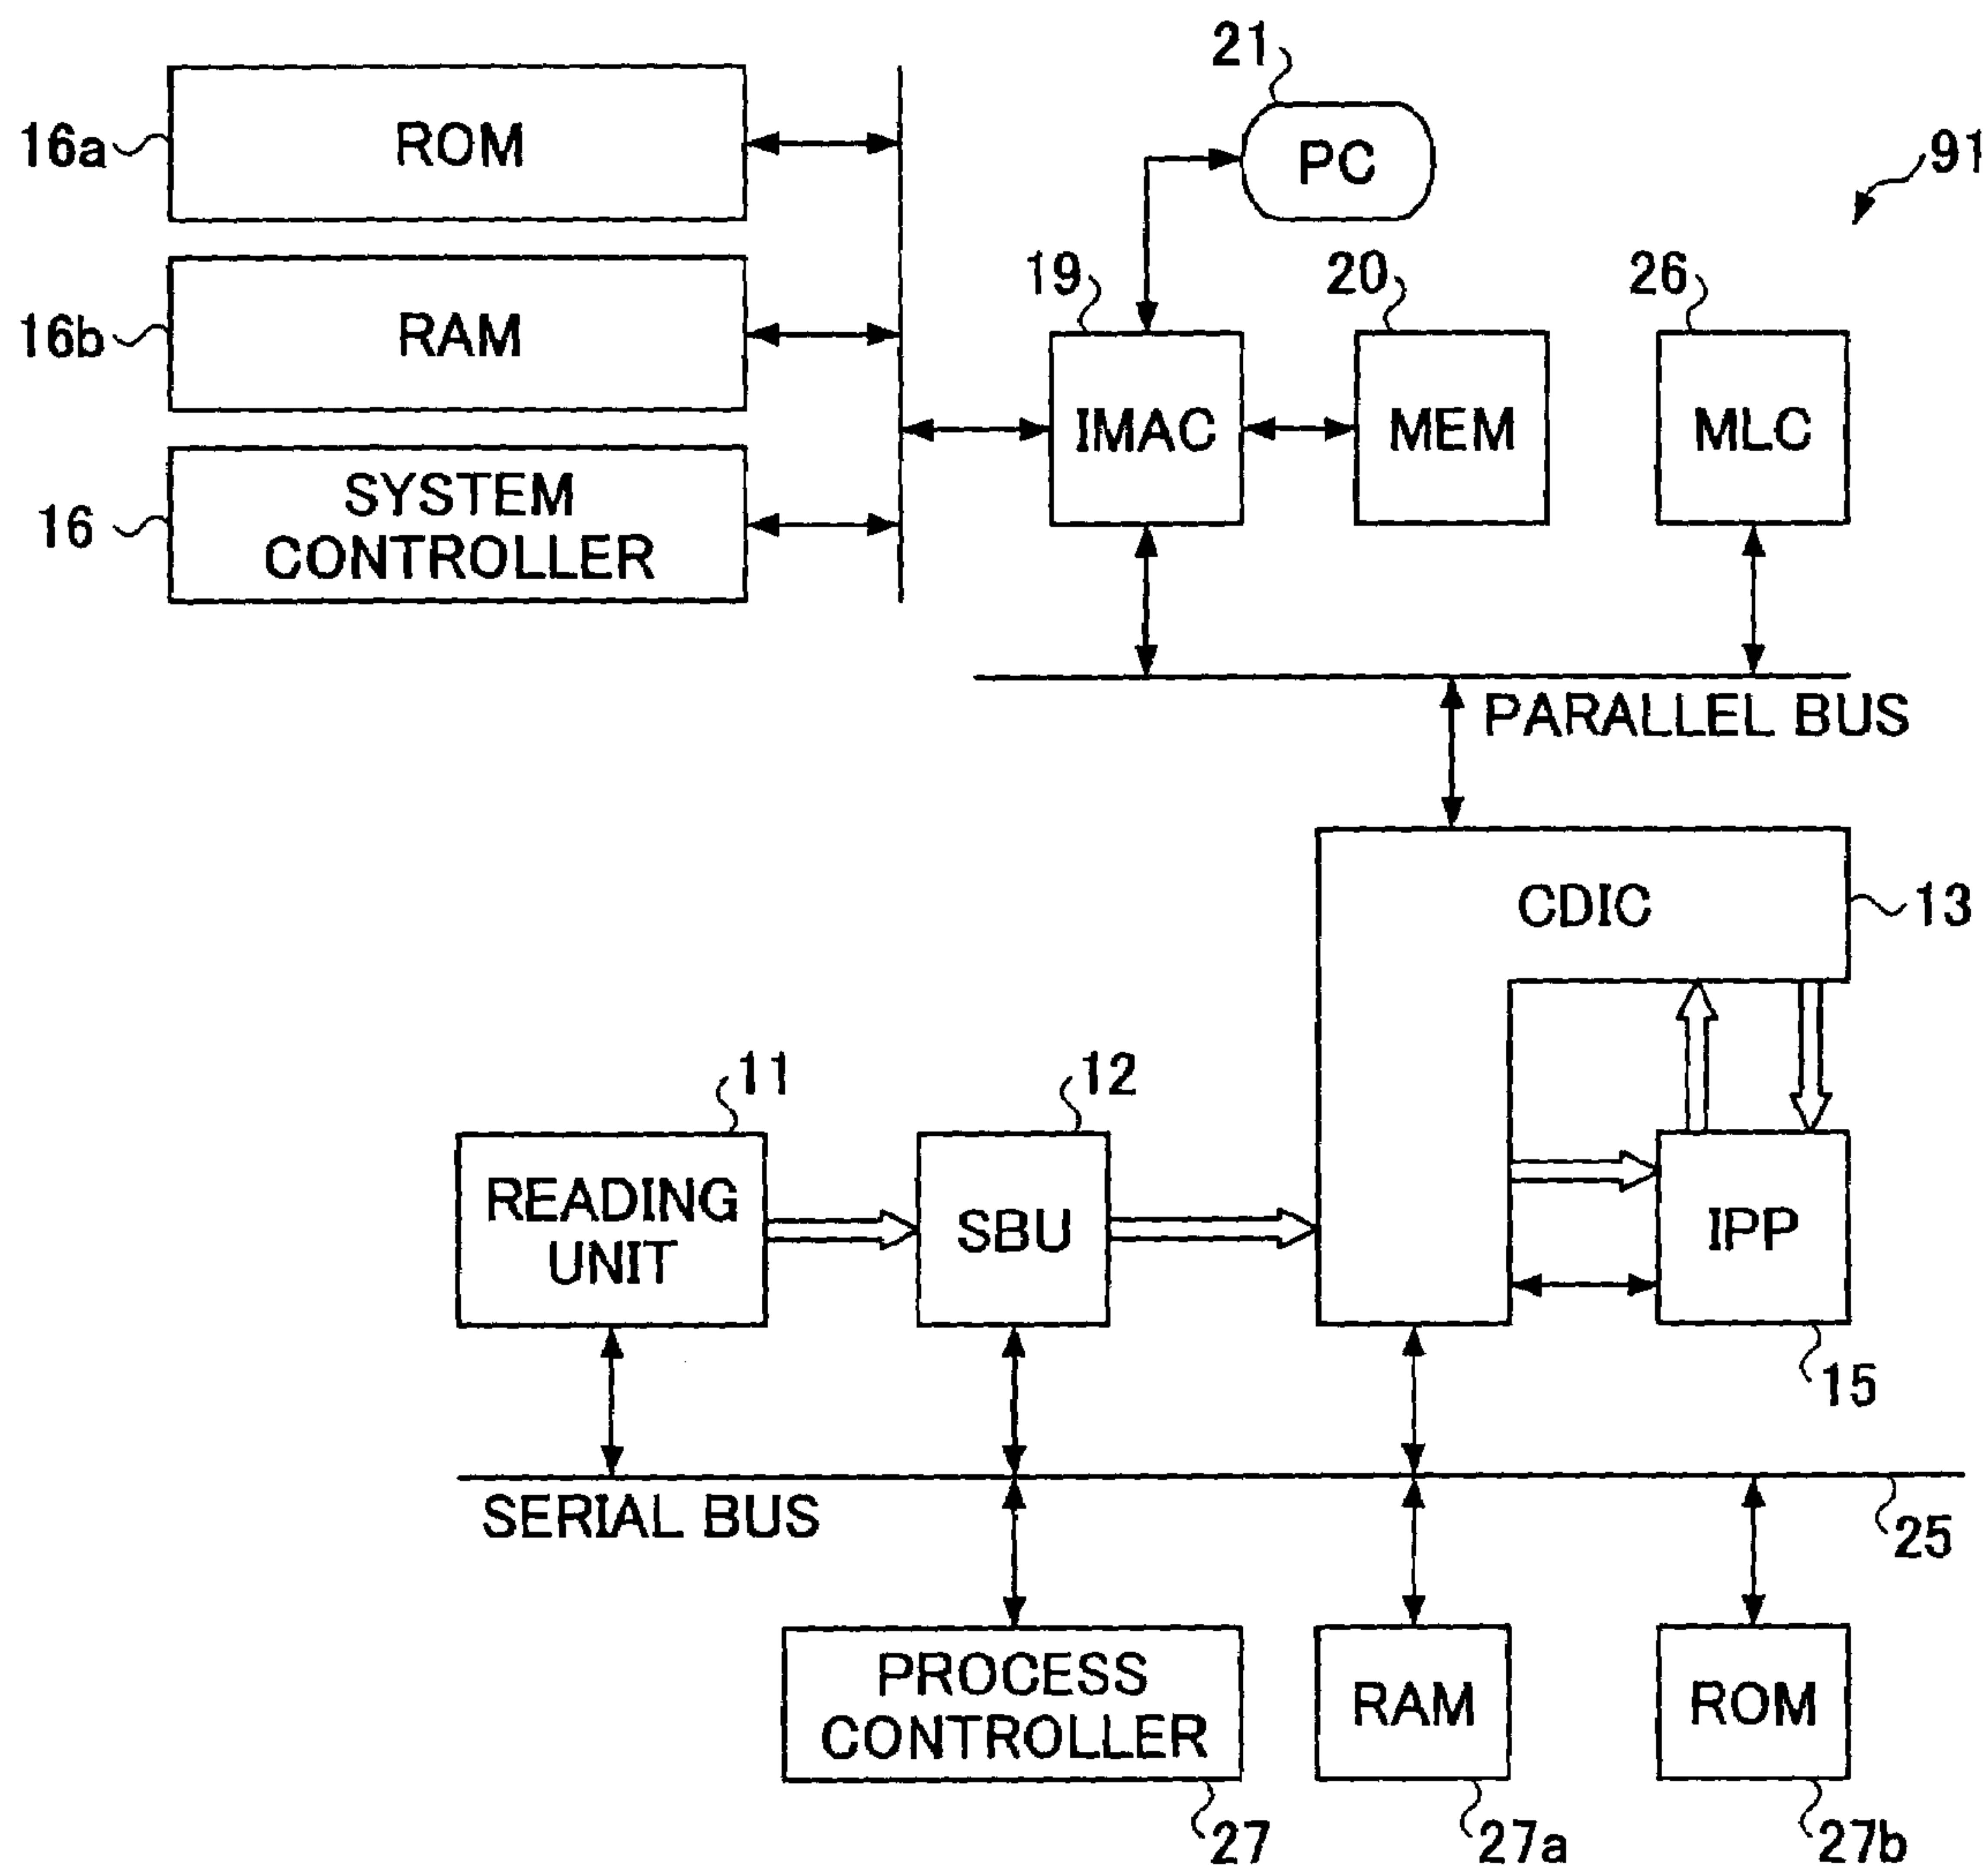 21
16a
ROM
PC
91
19
20
26
16b
RAM
IMAC
MEM
MLC
16
SYSTEM
CONTROLLER
PARALLEL BUS
CDIC
13
11
12
READING
UNIT
SBU
IPP
15
SERIAL BUS
25
PROCESS
CONTROLLER
RAM
ROM
27
27a
27b